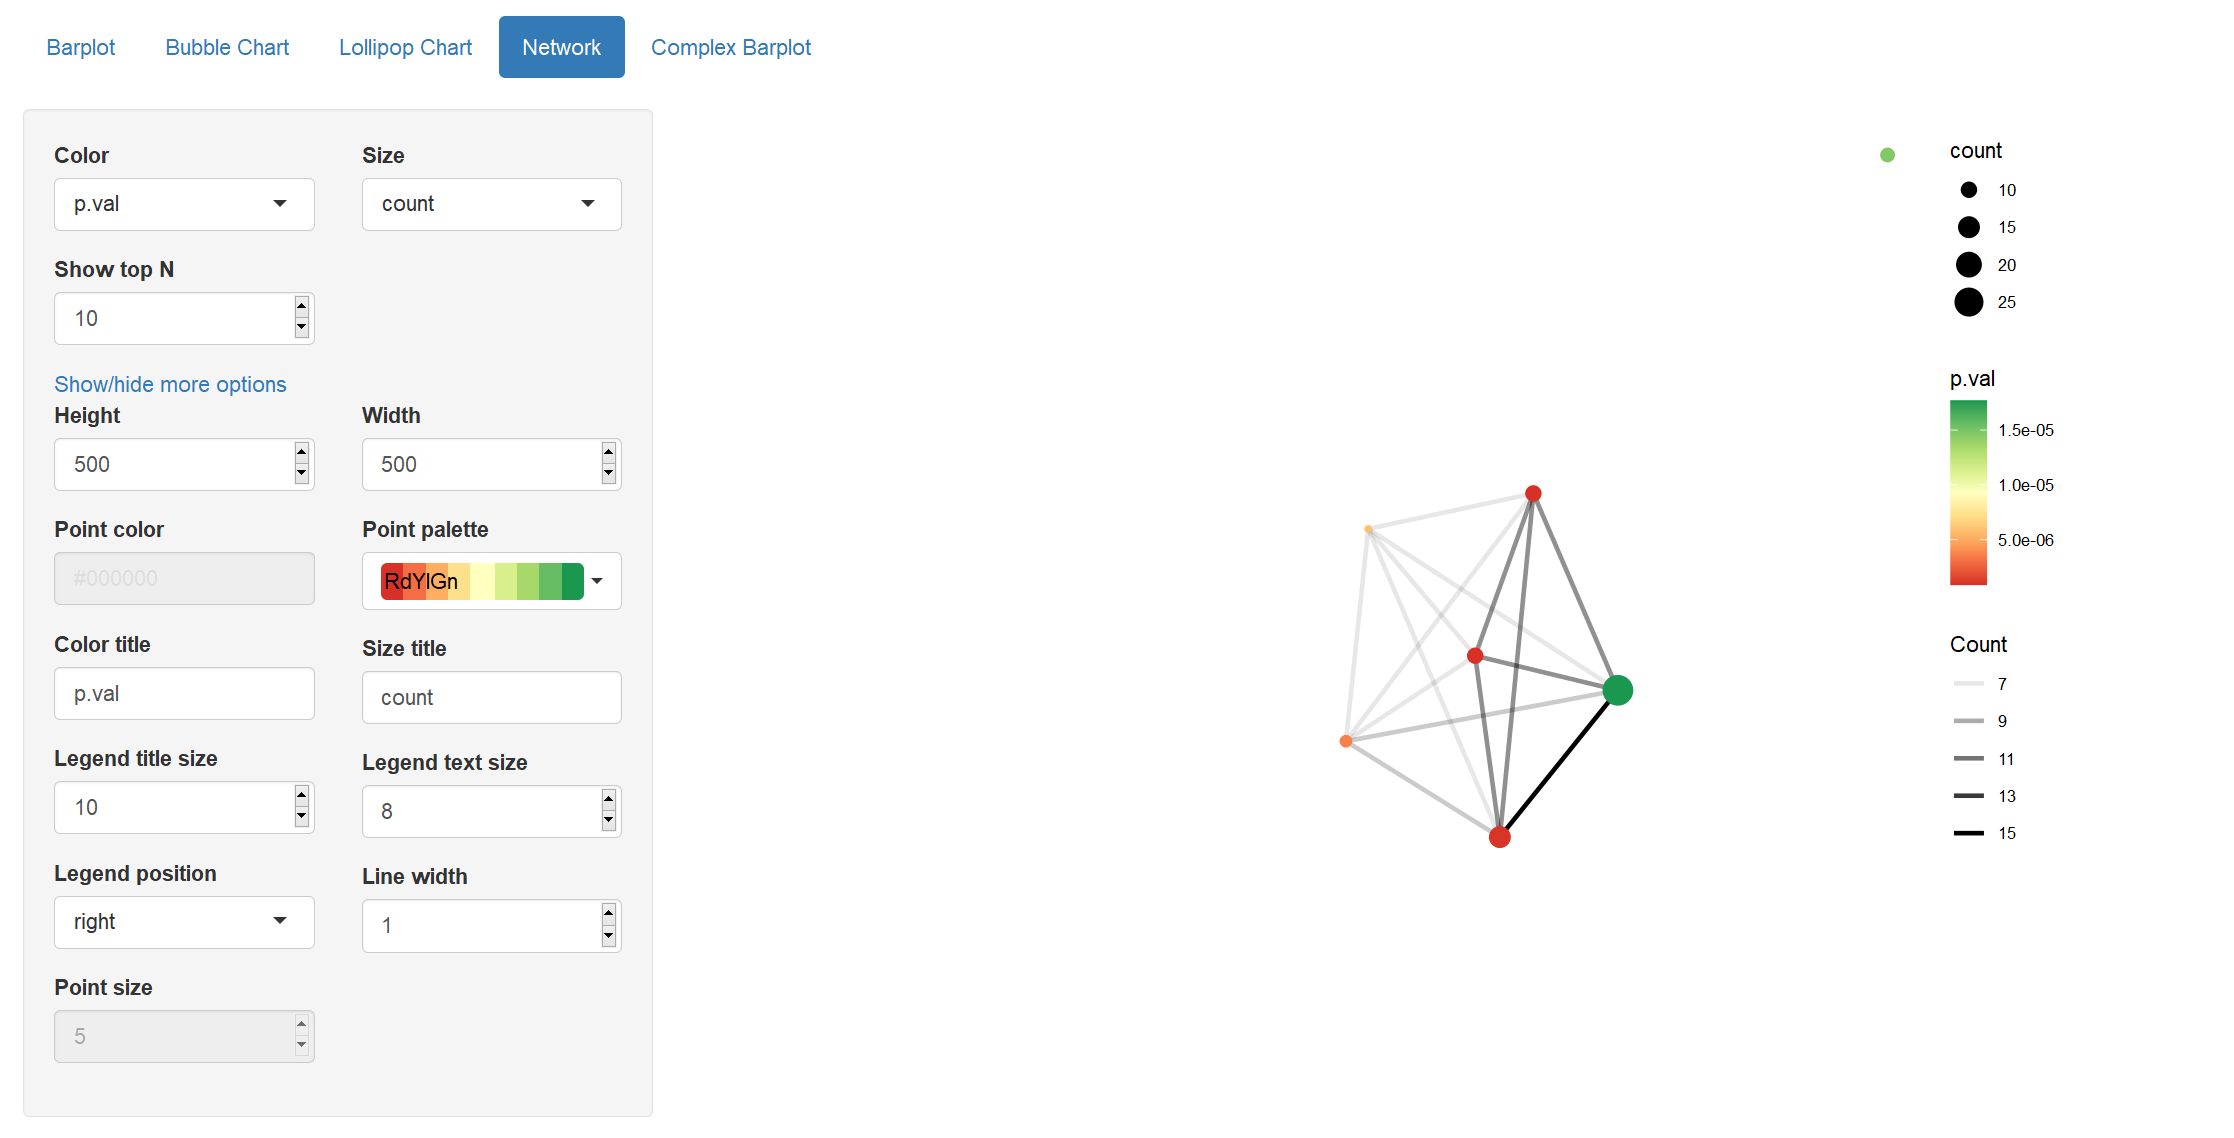 Barplot Bubble Chart Lollipop Chart Network Complex Barplot
Color Size
p.val count
Show top N
10
Show/hide more options
Height Width
500 500
Point color Point palette
#000000 RdYlGn
Color title Size title
p.val count
Legend title size Legend text size
10 8
Legend position Line width
right 1
Point size
5
count
10
15
20
25
p.val
1.5e-05
1.0e-05
5.0e-06
Count
7
9
11
13
15